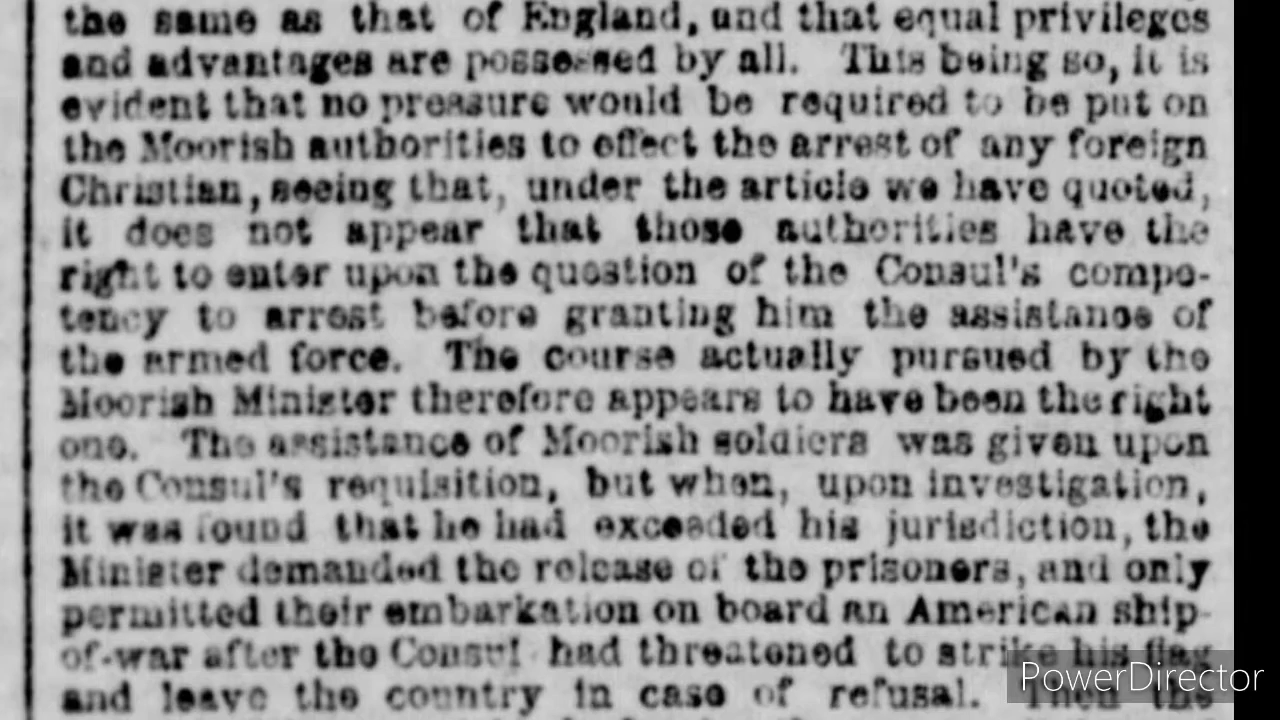 the same as that of England, and that equal privileges
and advantages are possessed by all. This being so, it is
evident that no pressure would be required to be put on
the Moorish authorities to effect the arrest of any foreign
Christian, seeing that, under the article we have quoted,
it does not appear that those authorities have the
right to enter upon the question of the Consul's compe-
tency to arrest before granting him the assistance of
the armed force. The course actually pursued by the
Moorish Minister therefore appears to have been the right
one. The assistance of Moorish soldiers was given upon
the Consul's requisition, but when, upon investigation,
it was found that he had exceeded his jurisdiction, the
Minister demanded the release of the prisoners, and only
permitted their embarkation on board an American ship-
of-war after the Consul had threatened to strike his flag
and leave the country in case of refusal. Then the
PowerDirector